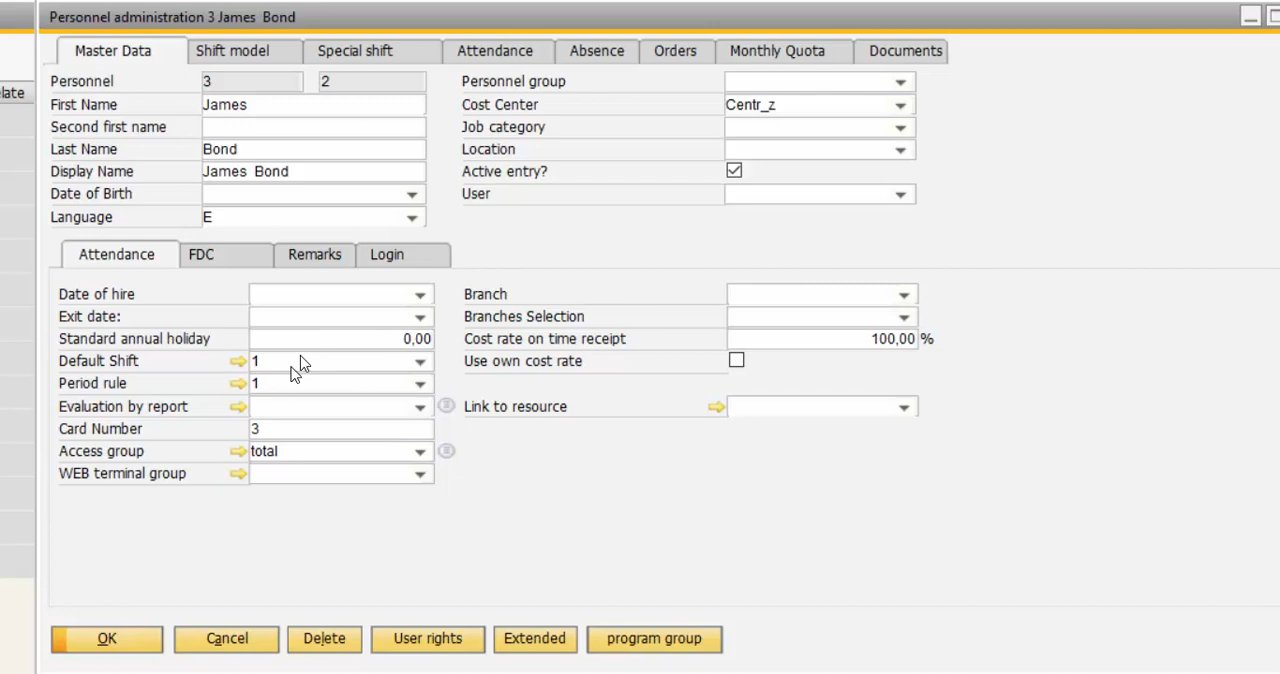 Personnel administration 3 James Bond
Master Data Shift model Special shift Attendance Absence Orders Monthly Quota Documents
late
Personnel 3 2 Personnel group
First Name James Cost Center Centr_z
Second first name Job category
Last Name Bond Location
Display Name James Bond Active entry?
Date of Birth User
Language E
Attendance FDC Remarks Login
Date of hire Branch
Exit date: Branches Selection
Standard annual holiday 0,00 Cost rate on time receipt 100,00 %
Default Shift 1 Use own cost rate
Period rule 1
Evaluation by report Link to resource
Card Number 3
Access group total
WEB terminal group
OK Cancel Delete User rights Extended program group